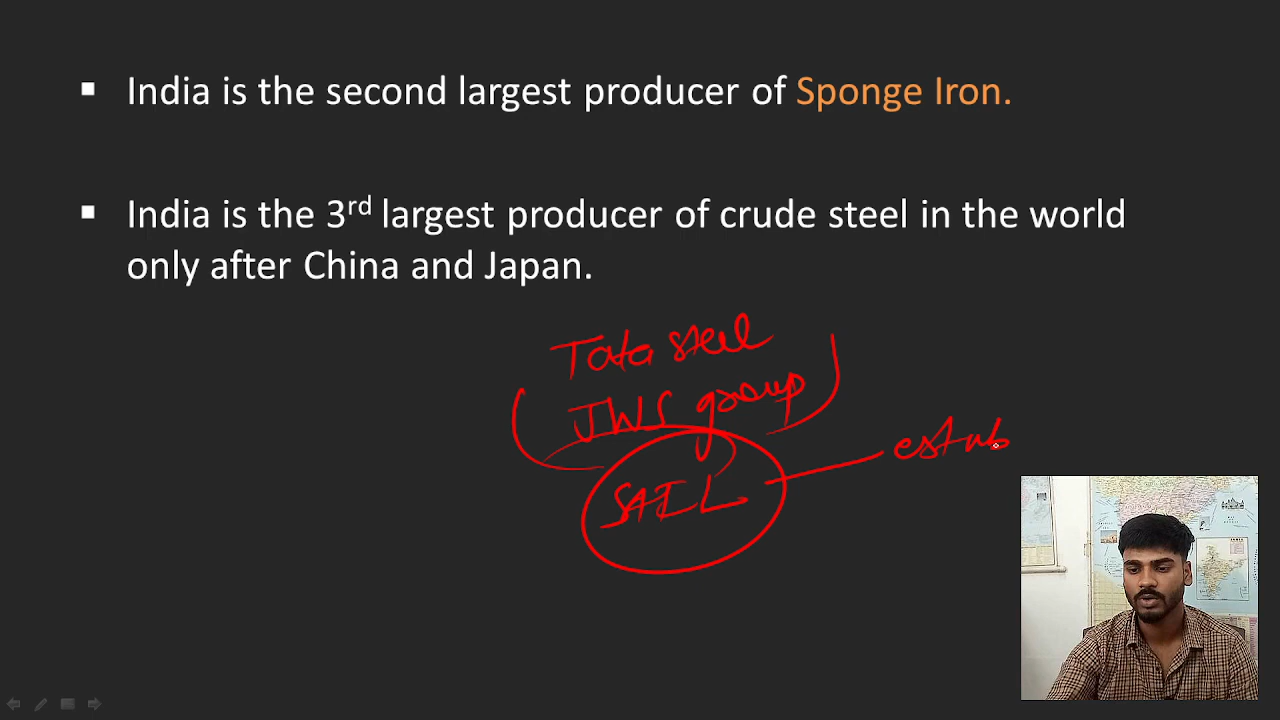 ▪ India is the second largest producer of Sponge Iron.
▪ India is the 3rd largest producer of crude steel in the world
only after China and Japan.
Tata steel
JWS group
SAIL
estab